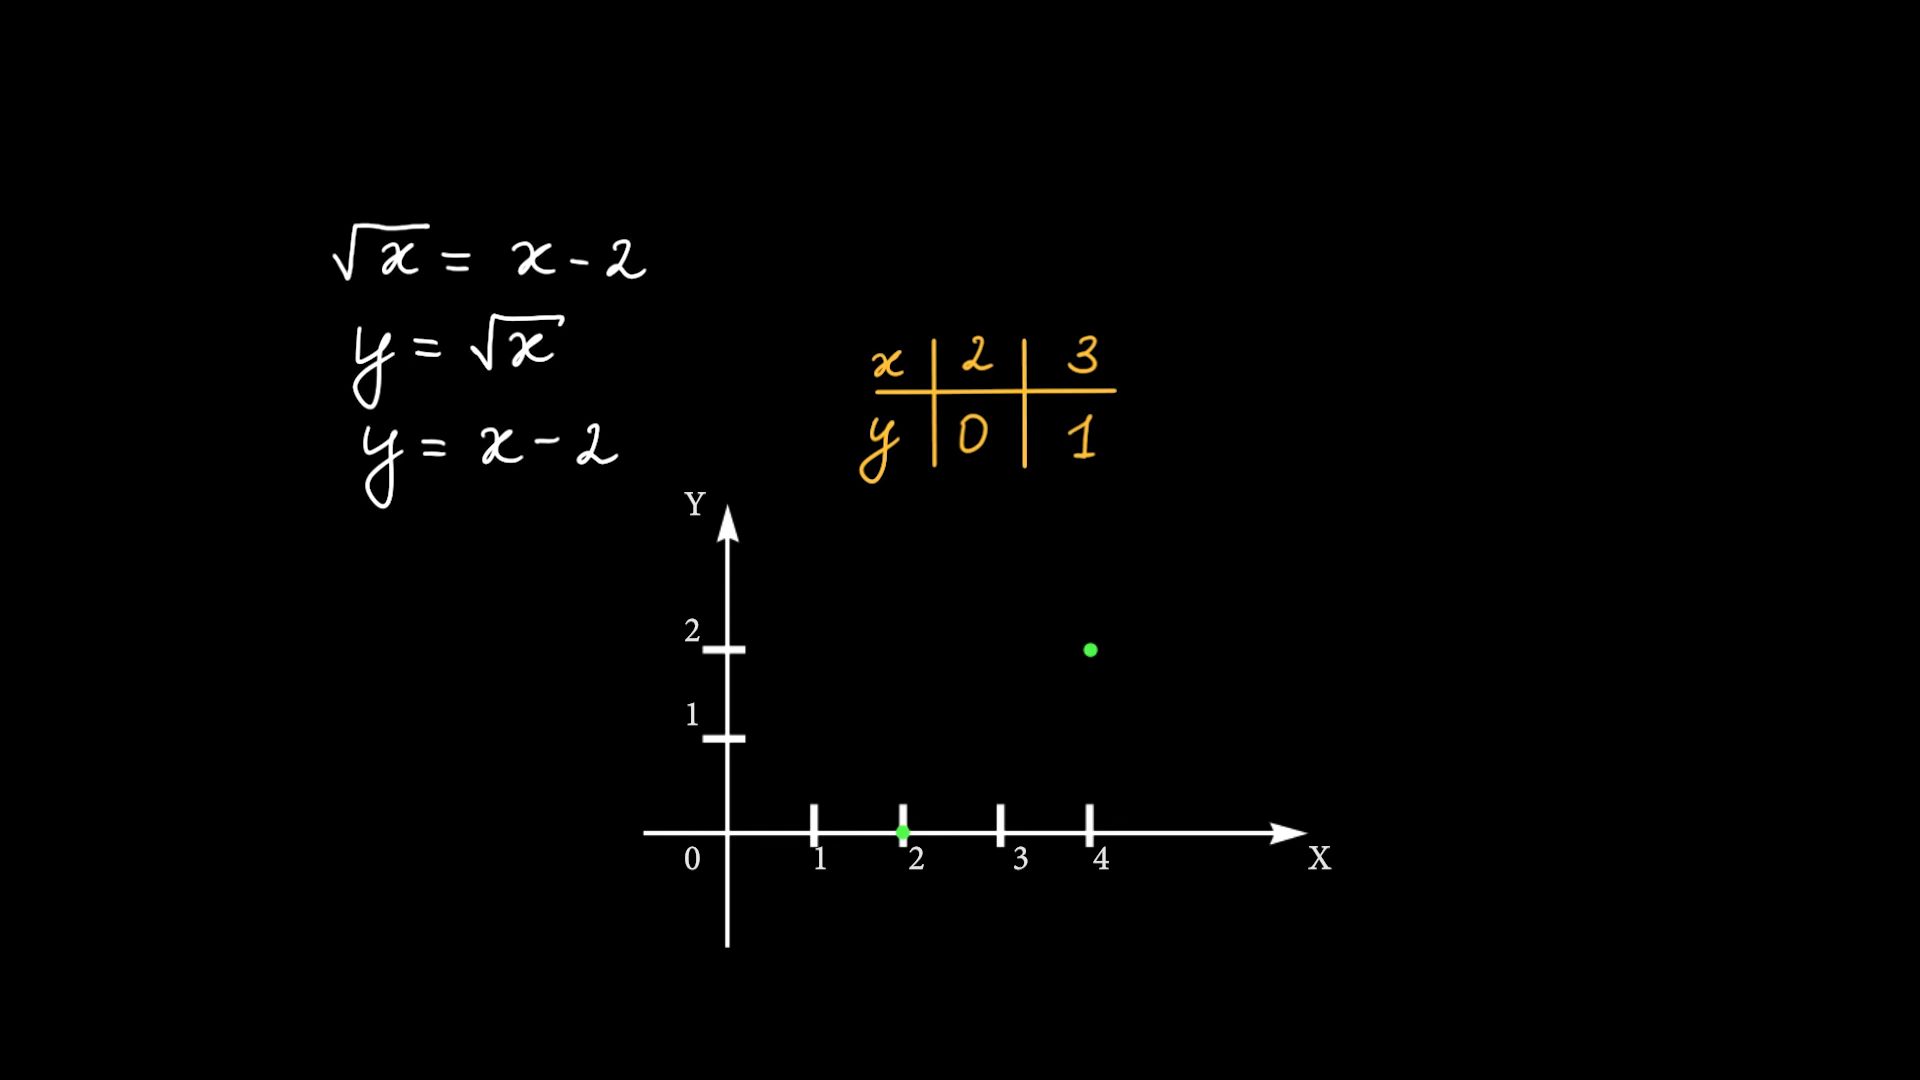 √x = x - 2
y = √x
y = x - 2
x 2 3
y 0 1
Y
2
1
0 1 2 3 4 X